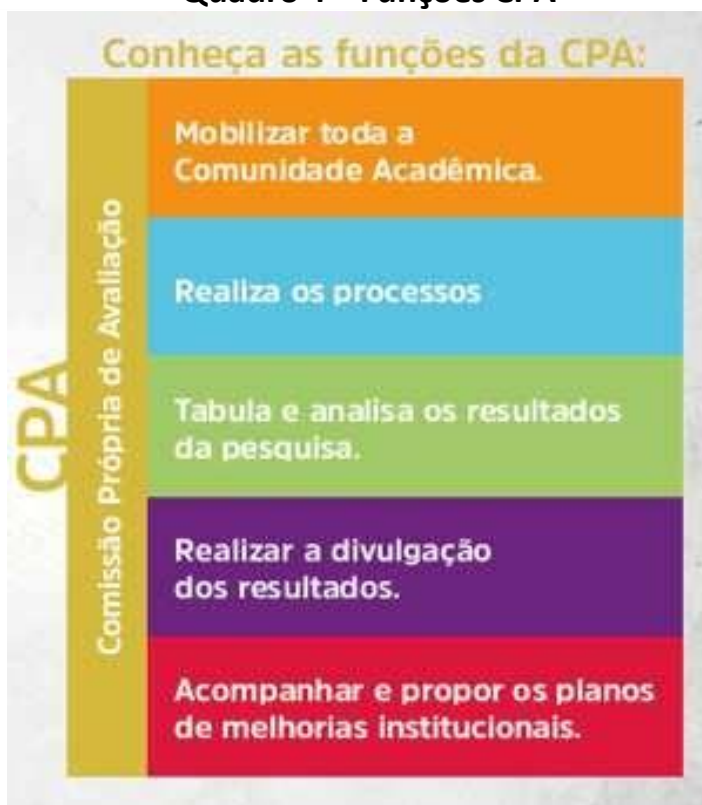 Conheça as funções da CPA:
CPA
Comissão Própria de Avaliação
Mobilizar toda a
Comunidade Acadêmica.
Realiza os processos
Tabula e analisa os resultados
da pesquisa.
Realizar a divulgação
dos resultados.
Acompanhar e propor os planos
de melhorias institucionais.